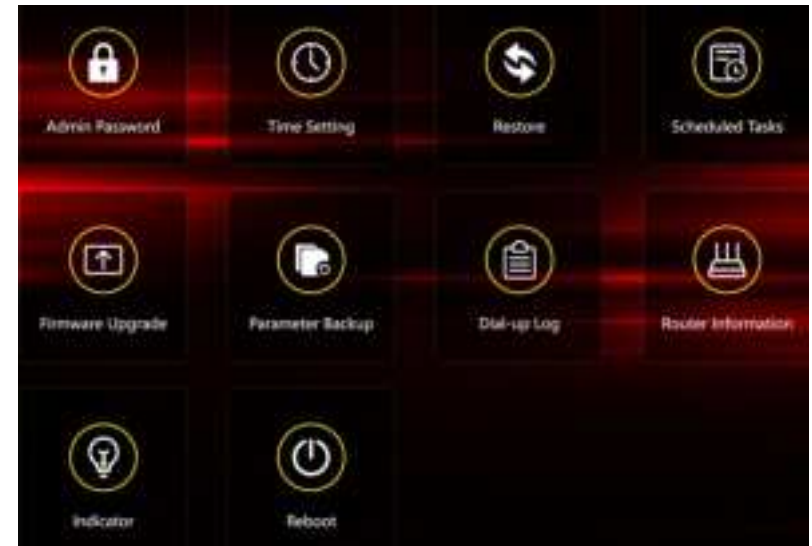 Admin Password
Time Setting
Restore
Scheduled Tasks
Firmware Upgrade
Parameter Backup
Dial-up Log
Router Information
Indicator
Reboot